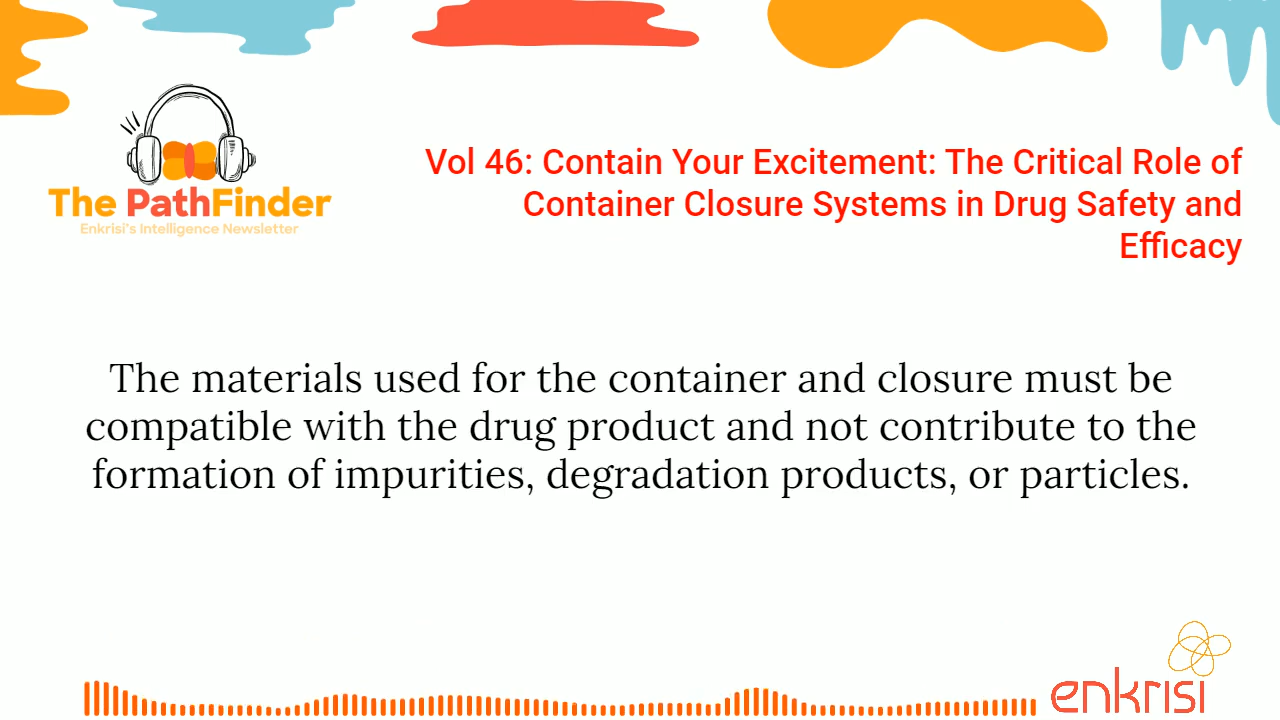 The PathFinder
Enkrisi's Intelligence Newsletter
Vol 46: Contain Your Excitement: The Critical Role of
Container Closure Systems in Drug Safety and
Efficacy
The materials used for the container and closure must be
compatible with the drug product and not contribute to the
formation of impurities, degradation products, or particles.
enkrisi